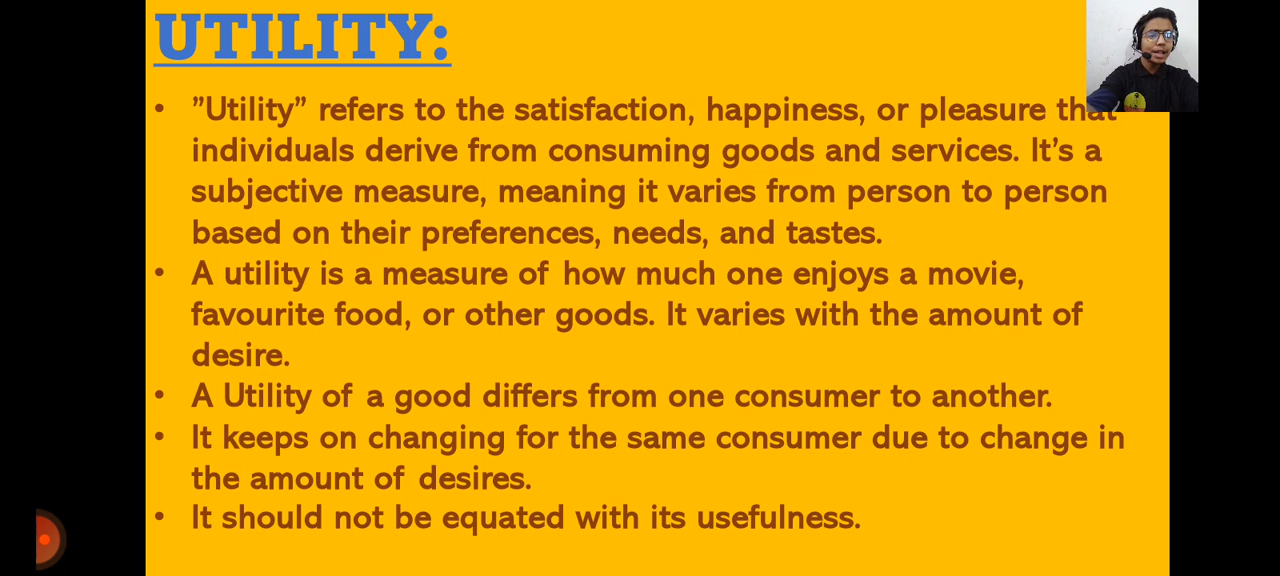 UTILITY:
• ”Utility” refers to the satisfaction, happiness, or pleasure that
individuals derive from consuming goods and services. It’s a
subjective measure, meaning it varies from person to person
based on their preferences, needs, and tastes.
• A utility is a measure of how much one enjoys a movie,
favourite food, or other goods. It varies with the amount of
desire.
• A Utility of a good differs from one consumer to another.
• It keeps on changing for the same consumer due to change in
the amount of desires.
• It should not be equated with its usefulness.